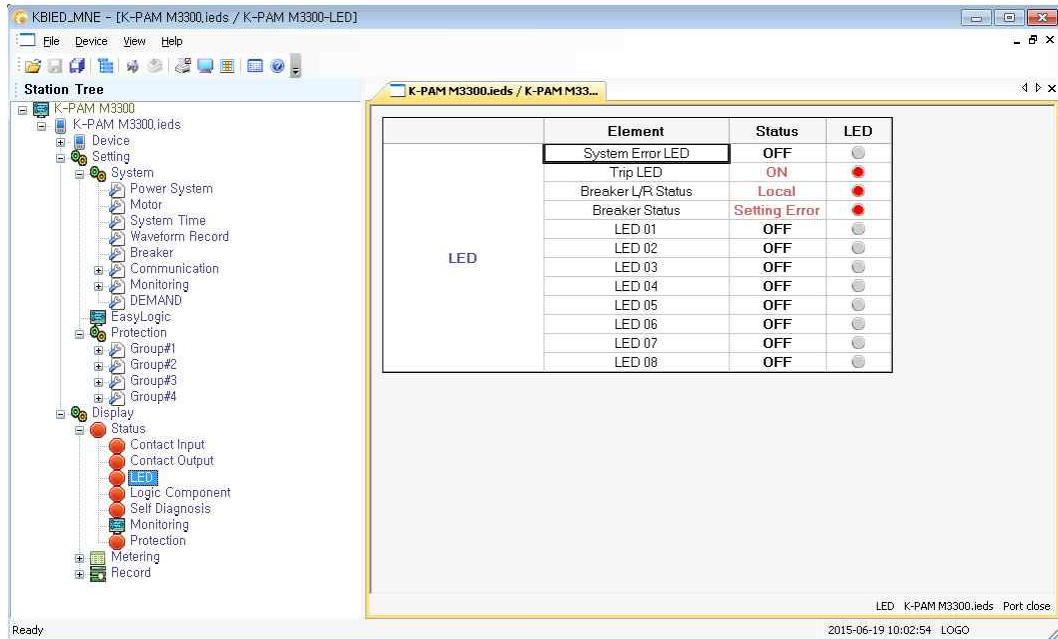 KBIED_MNE - [K-PAM M3300.ieds / K-PAM M3300-LED]
File Device View Help
Station Tree
K-PAM M3300
K-PAM M3300.ieds
Device
Setting
System
Power System
Motor
System Time
Waveform Record
Breaker
Communication
Monitoring
DEMAND
EasyLogic
Protection
Group#1
Group#2
Group#3
Group#4
Display
Status
Contact Input
Contact Output
LED
Logic Component
Self Diagnosis
Monitoring
Protection
Metering
Record
K-PAM M3300.ieds / K-PAM M33...
Element Status LED
LED
System Error LED OFF
Trip LED ON
Breaker L/R Status Local
Breaker Status Setting Error
LED 01 OFF
LED 02 OFF
LED 03 OFF
LED 04 OFF
LED 05 OFF
LED 06 OFF
LED 07 OFF
LED 08 OFF
LED K-PAM M3300.ieds Port close
Ready 2015-06-19 10:02:54 LOGO